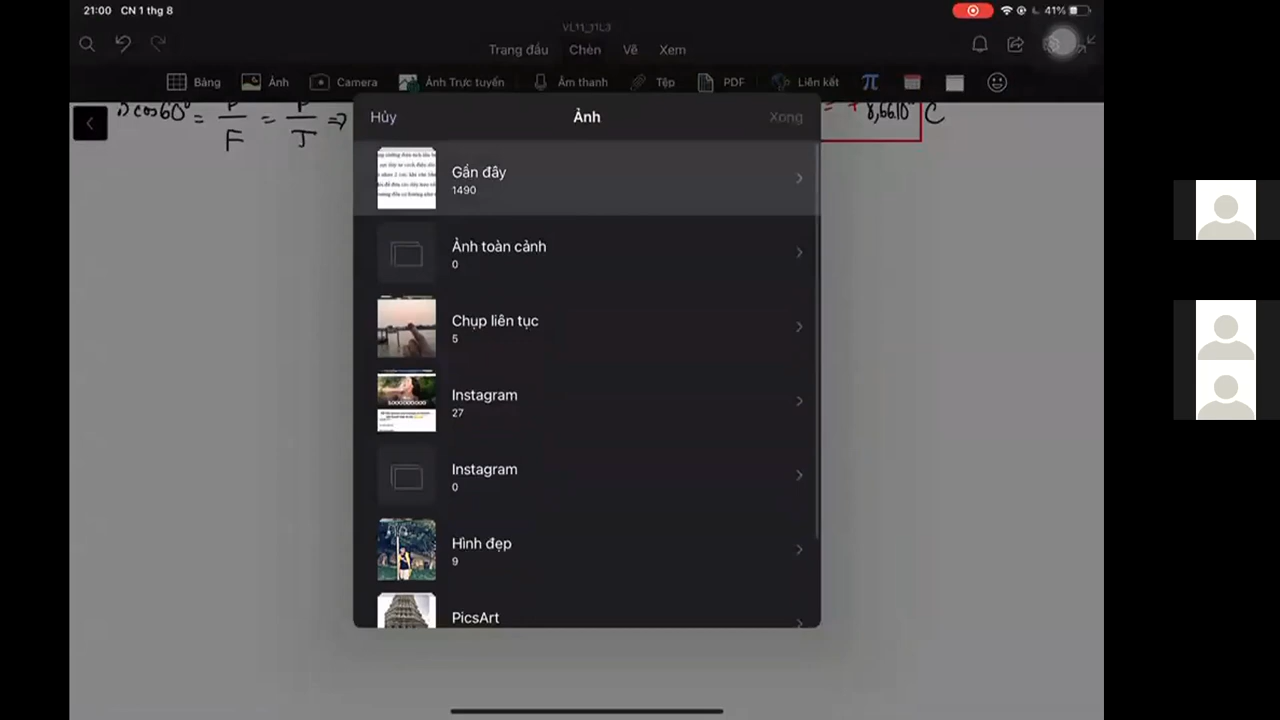 21:00 CN 1 thg 8
41%
VL11_11L3
Trang đầu Chèn Vẽ Xem
Bảng Ảnh Camera Ảnh Trực tuyến Âm thanh Tệp PDF Liên kết π
Hủy Ảnh Xong
cos60° = P/F = P/T ⇒
C
Gần đây
1490
Ảnh toàn cảnh
0
Chụp liên tục
5
Instagram
27
Instagram
0
Hình đẹp
9
PicsArt